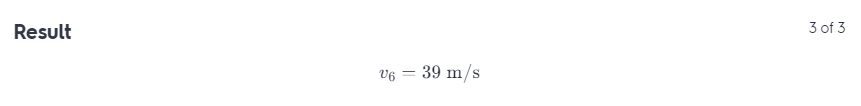 Result
3 of 3
v₆ = 39 m/s